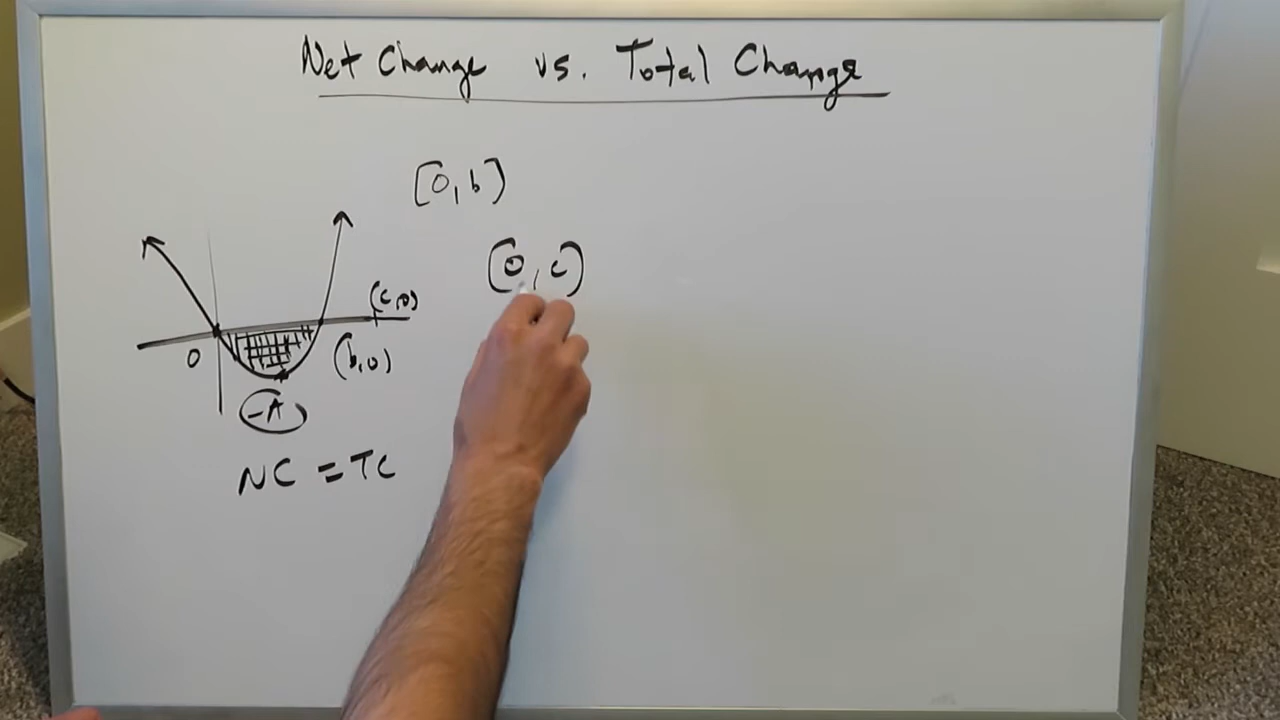 Net Change vs. Total Change
[0, b]
[0, c]
(c, 0)
0
(b, 0)
-A
NC = TC